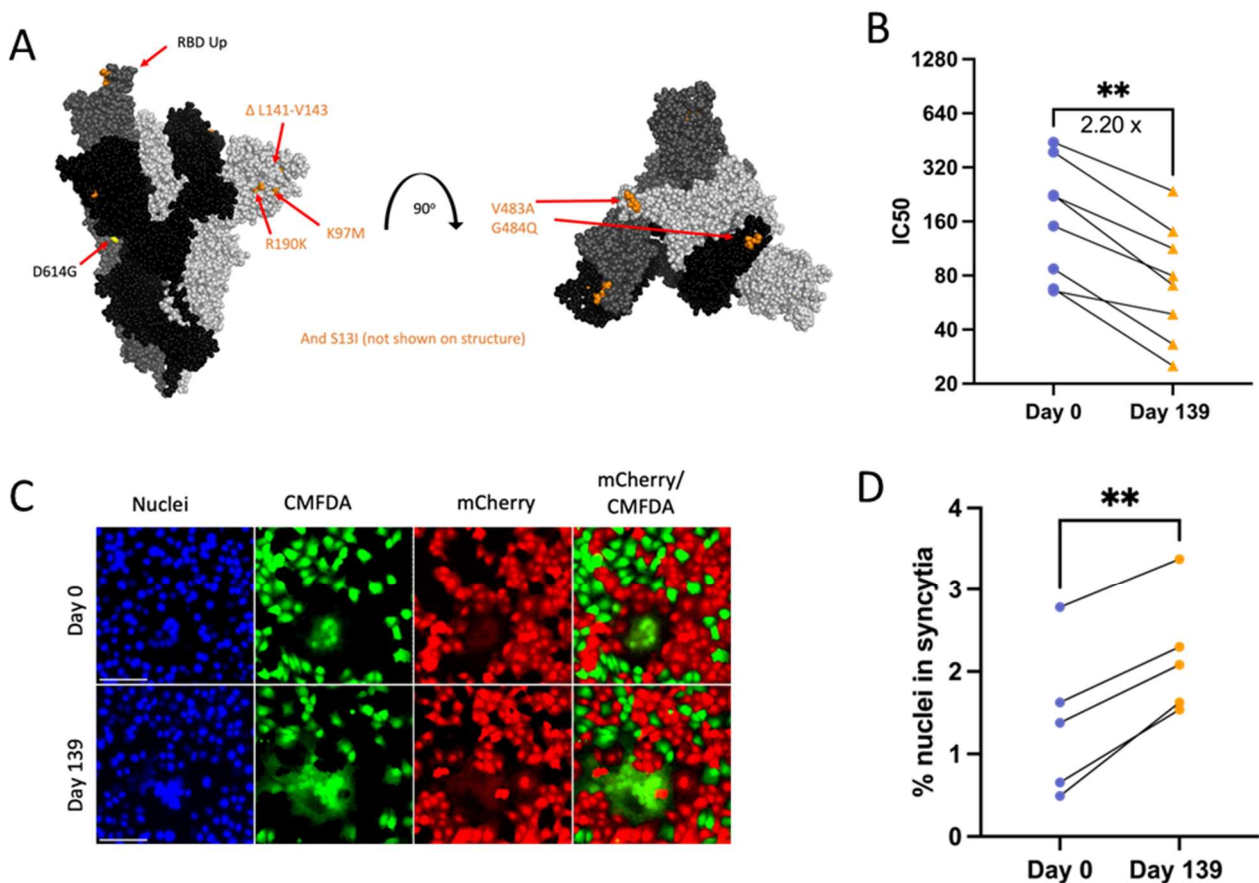 A
RBD Up
Δ L141-V143
K97M
R190K
D614G
90º
V483A
G484Q
And S13I (not shown on structure)
B
1280
640
320
160
80
40
20
IC50
**
2.20 x
Day 0
Day 139
C
Nuclei
CMFDA
mCherry
mCherry/
CMFDA
Day 0
Day 139
D
4
3
2
1
0
% nuclei in syncytia
**
Day 0
Day 139